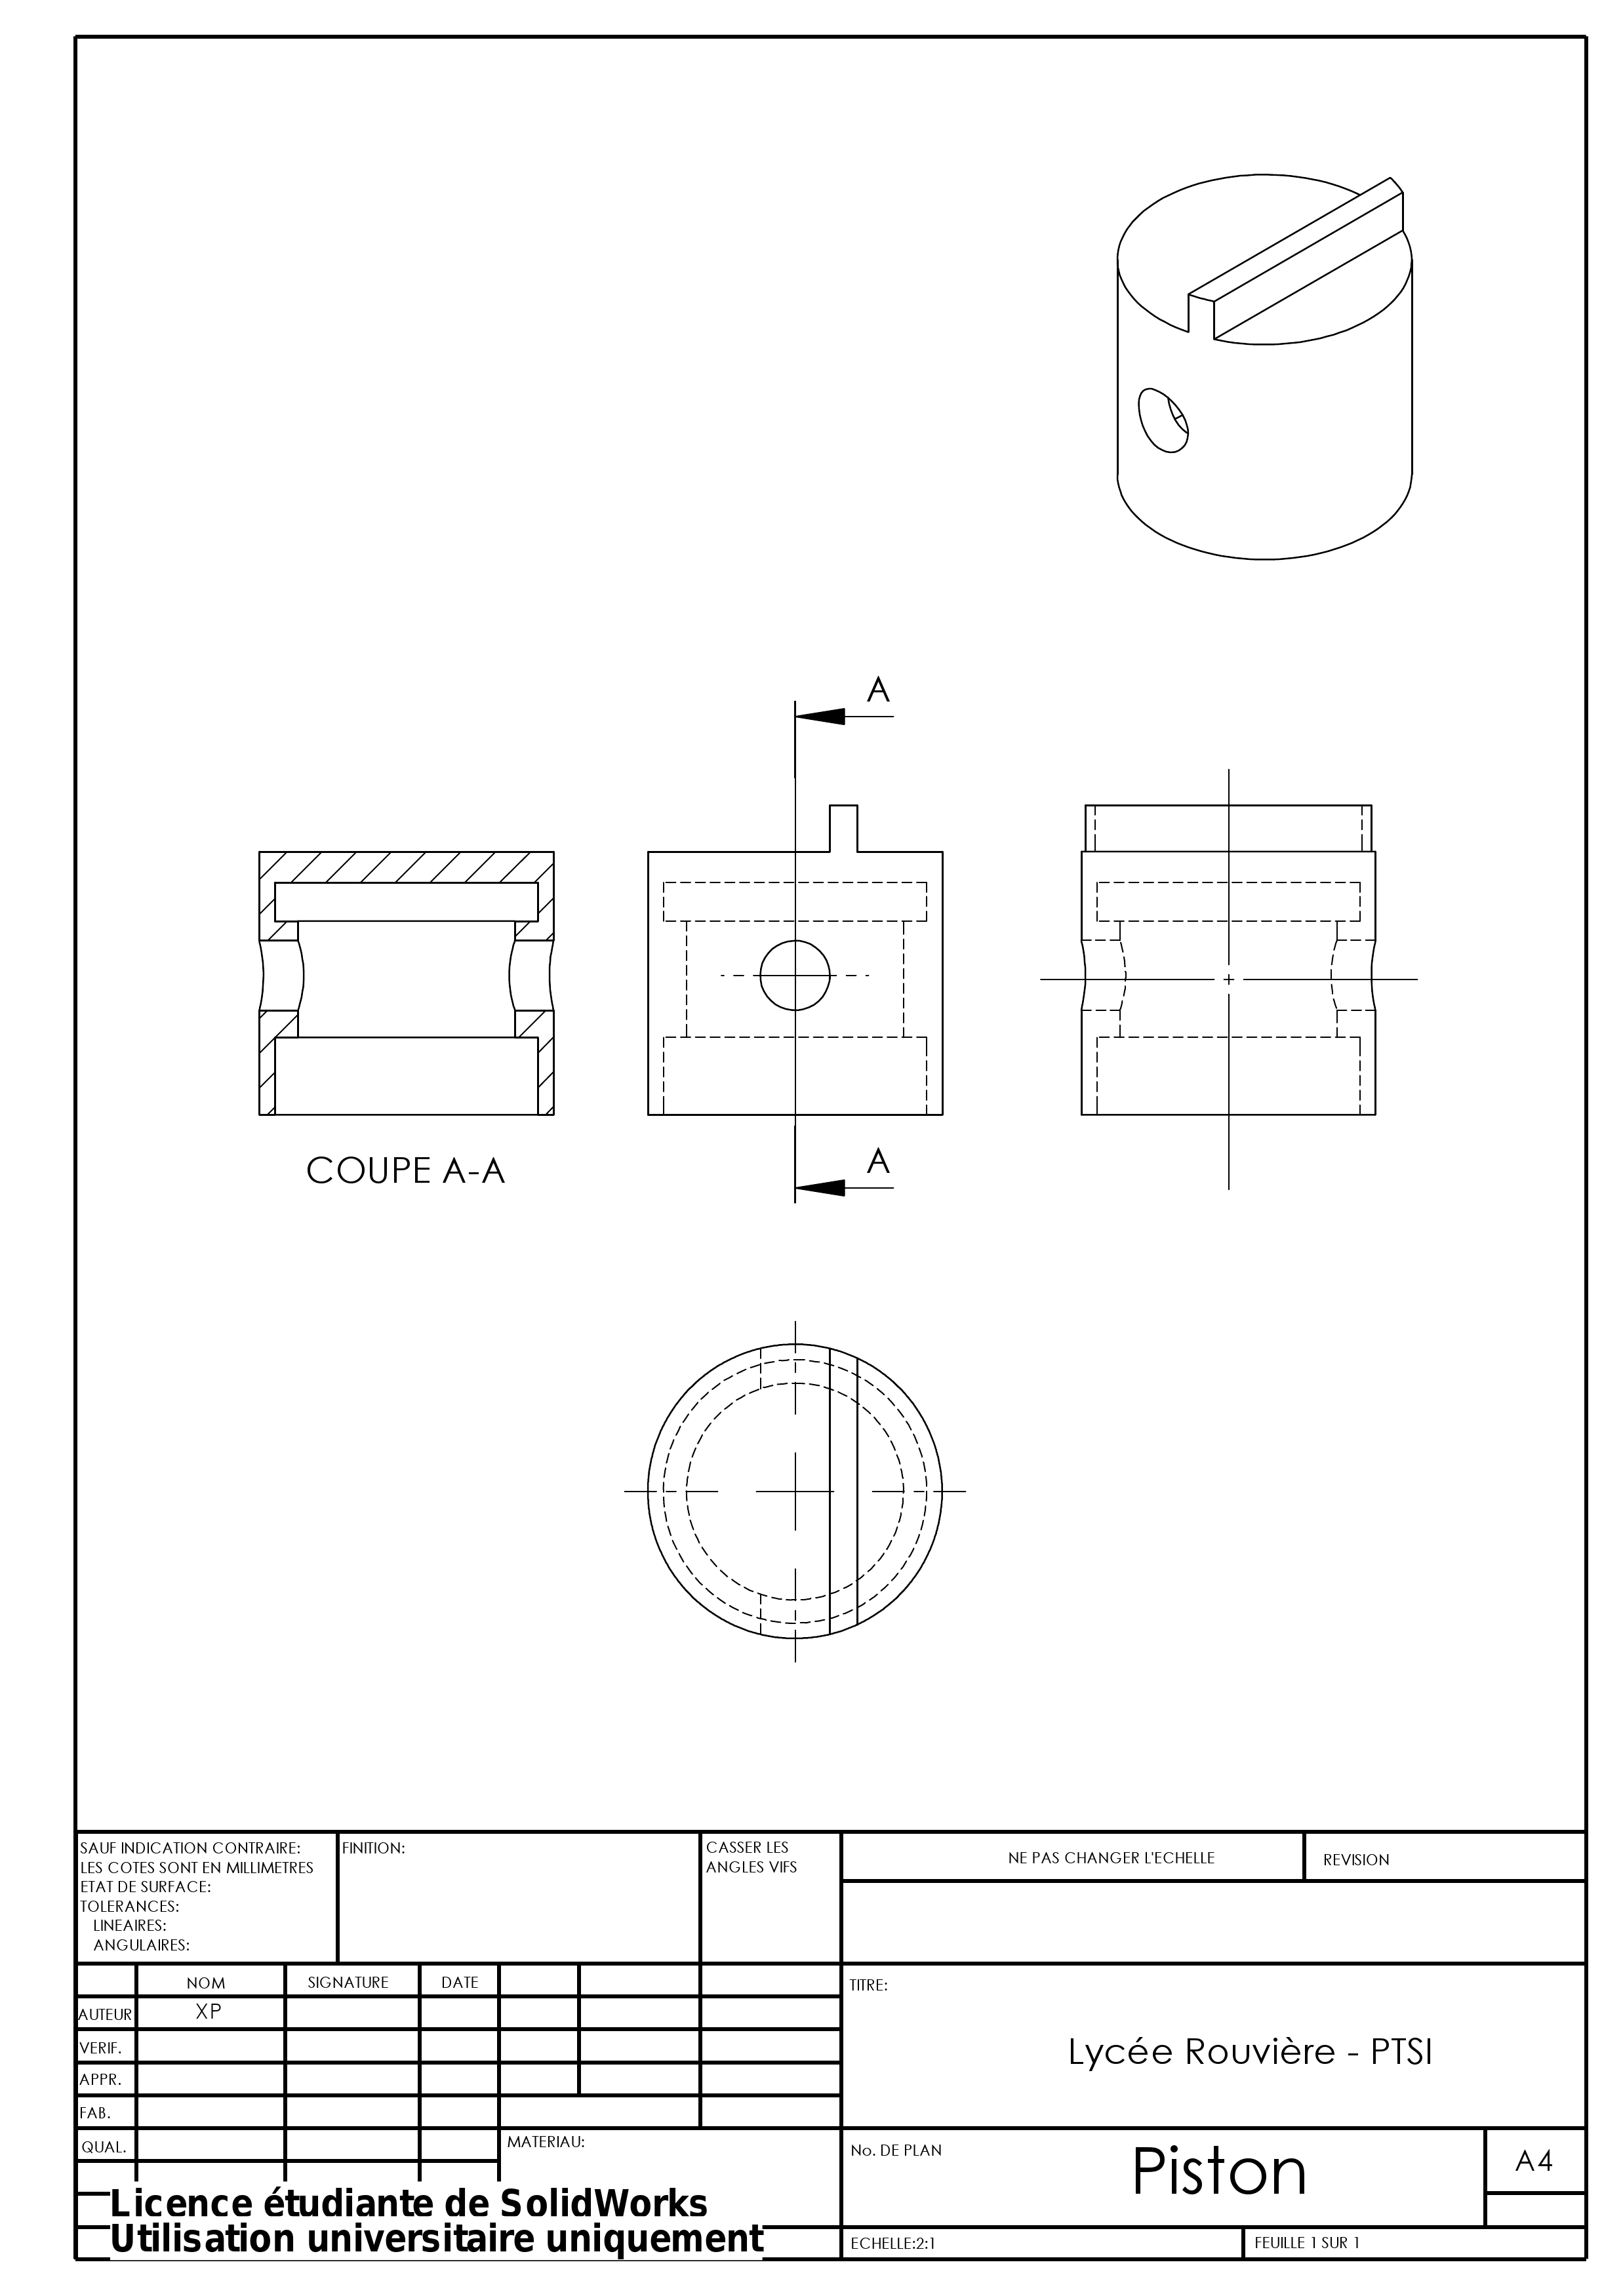 A
A
COUPE A-A
SAUF INDICATION CONTRAIRE:
LES COTES SONT EN MILLIMETRES
ETAT DE SURFACE:
TOLERANCES:
LINEAIRES:
ANGULAIRES:
FINITION:
CASSER LES
ANGLES VIFS
NE PAS CHANGER L'ECHELLE
REVISION
NOM
SIGNATURE
DATE
AUTEUR
XP
VERIF.
APPR.
FAB.
QUAL.
MATERIAU:
TITRE:
Lycée Rouvière - PTSI
No. DE PLAN
Piston
A4
Licence étudiante de SolidWorks
Utilisation universitaire uniquement
ECHELLE:2:1
FEUILLE 1 SUR 1